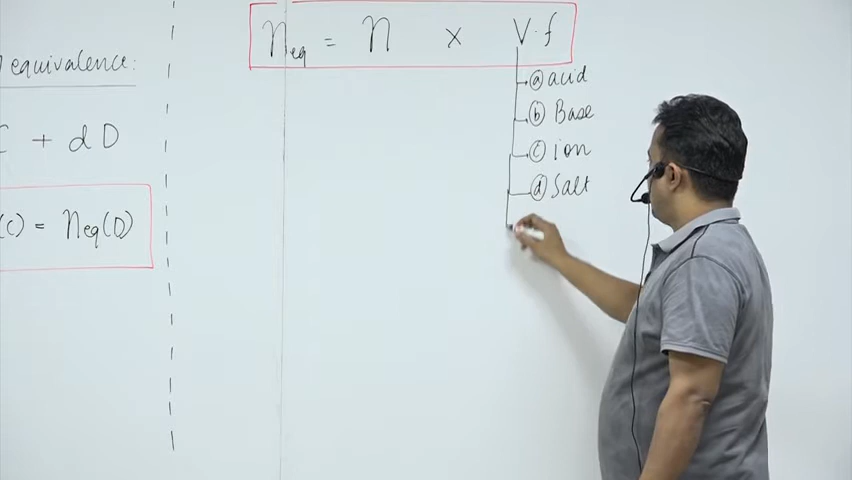 equivalence:
C + dD
(C) = neq(D)
neq = n x V.f
(a) acid
(b) Base
(c) ion
(d) Salt